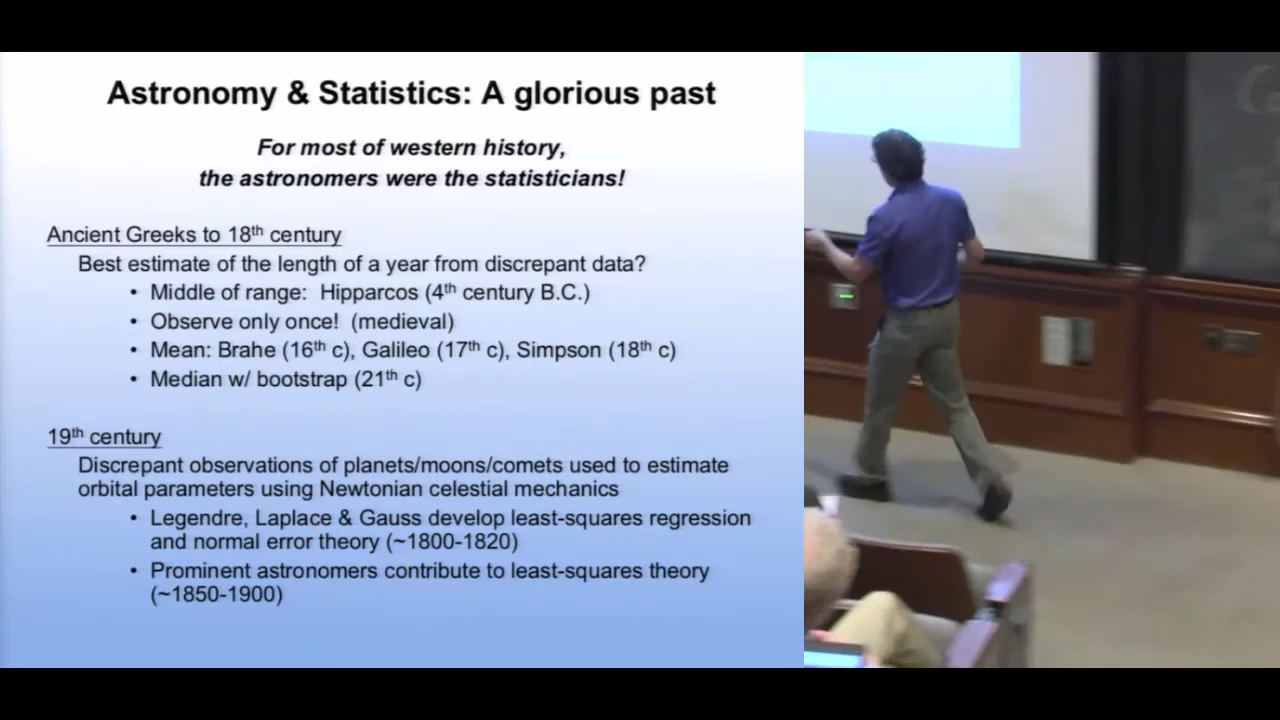 Astronomy & Statistics: A glorious past
For most of western history,
the astronomers were the statisticians!
Ancient Greeks to 18th century
Best estimate of the length of a year from discrepant data?
• Middle of range: Hipparcos (4th century B.C.)
• Observe only once! (medieval)
• Mean: Brahe (16th c), Galileo (17th c), Simpson (18th c)
• Median w/ bootstrap (21th c)
19th century
Discrepant observations of planets/moons/comets used to estimate
orbital parameters using Newtonian celestial mechanics
• Legendre, Laplace & Gauss develop least-squares regression
and normal error theory (~1800-1820)
• Prominent astronomers contribute to least-squares theory
(~1850-1900)